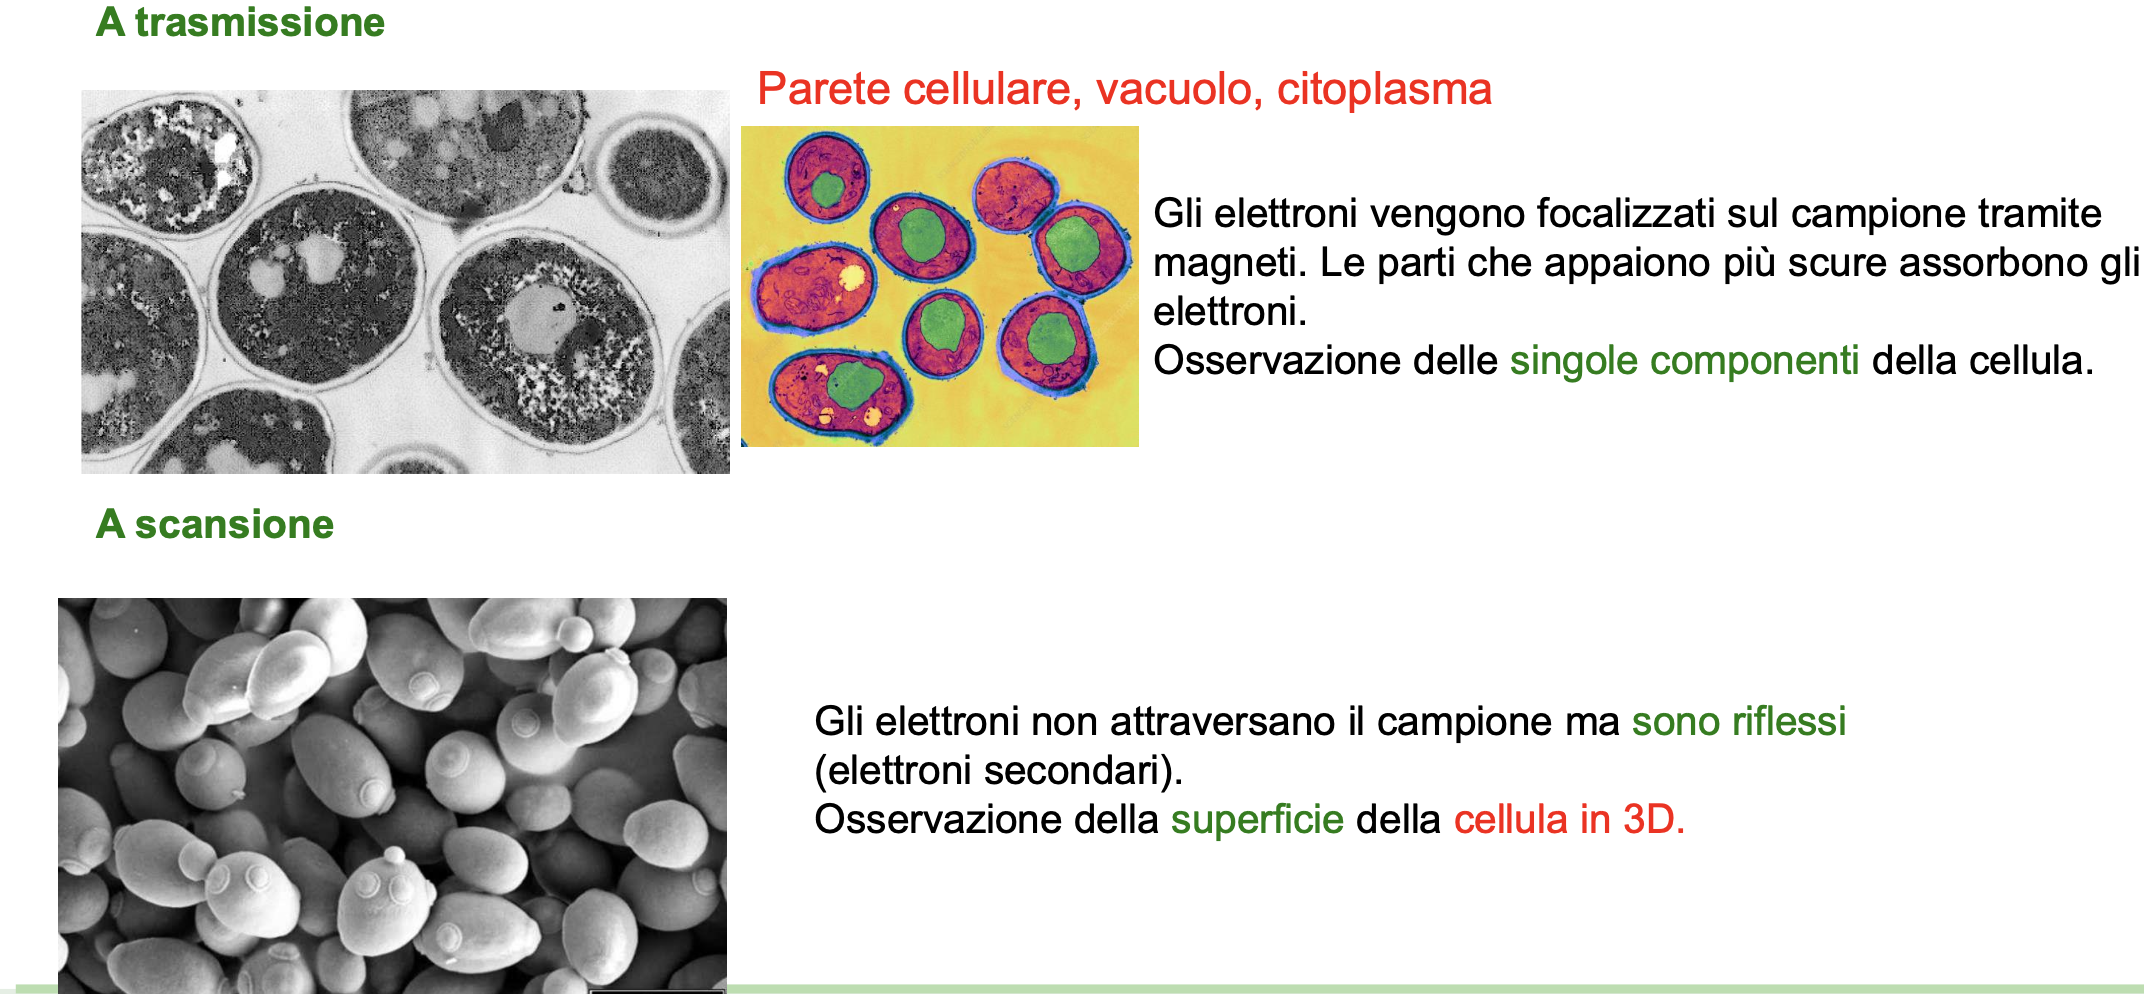 A trasmissione
Parete cellulare, vacuolo, citoplasma
Gli elettroni vengono focalizzati sul campione tramite
magneti. Le parti che appaiono più scure assorbono gli
elettroni.
Osservazione delle singole componenti della cellula.
A scansione
Gli elettroni non attraversano il campione ma sono riflessi
(elettroni secondari).
Osservazione della superficie della cellula in 3D.